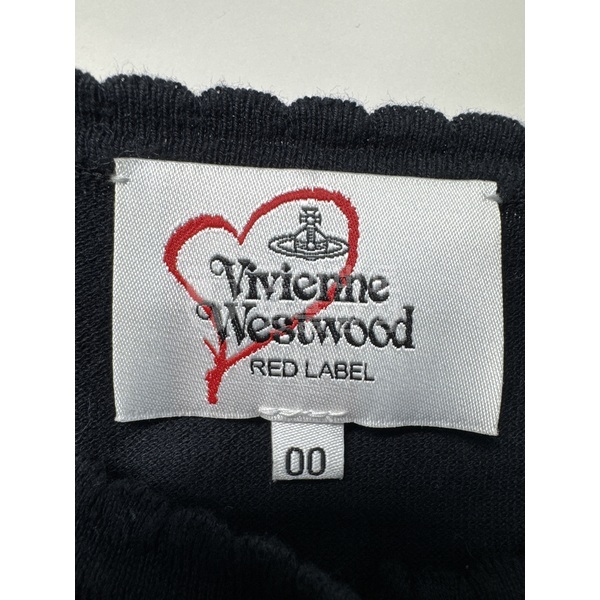 Vivienne
Westwood
RED LABEL
00